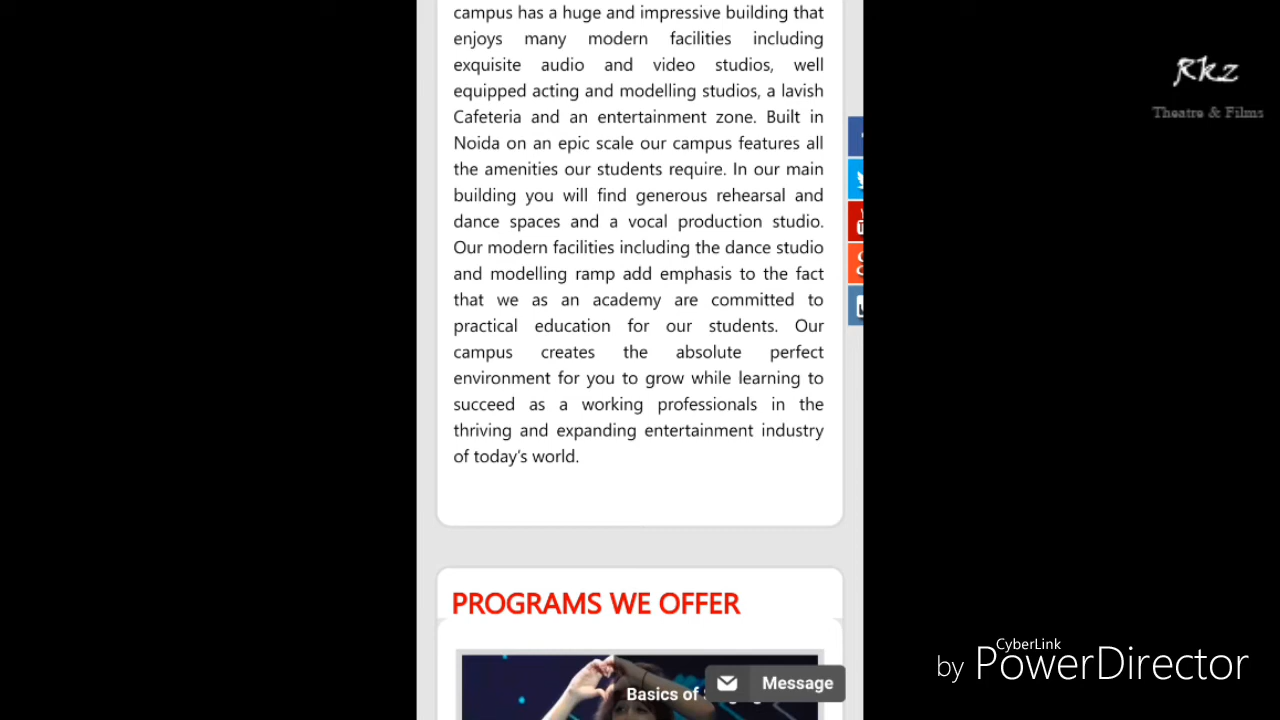 campus has a huge and impressive building that
enjoys many modern facilities including
exquisite audio and video studios, well
equipped acting and modelling studios, a lavish
Cafeteria and an entertainment zone. Built in
Noida on an epic scale our campus features all
the amenities our students require. In our main
building you will find generous rehearsal and
dance spaces and a vocal production studio.
Our modern facilities including the dance studio
and modelling ramp add emphasis to the fact
that we as an academy are committed to
practical education for our students. Our
campus creates the absolute perfect
environment for you to grow while learning to
succeed as a working professionals in the
thriving and expanding entertainment industry
of today's world.
PROGRAMS WE OFFER
Basics of
Message
Rkz
Theatre & Films
CyberLink
by PowerDirector